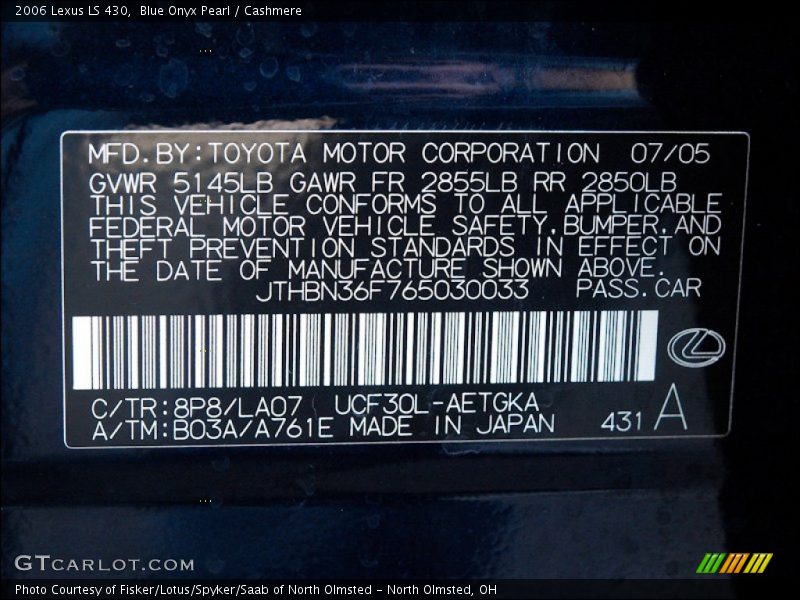 2006 Lexus LS 430, Blue Onyx Pearl / Cashmere
MFD.BY:TOYOTA MOTOR CORPORATION 07/05
GVWR 5145LB GAWR FR 2855LB RR 2850LB
THIS VEHICLE CONFORMS TO ALL APPLICABLE
FEDERAL MOTOR VEHICLE SAFETY,BUMPER,AND
THEFT PREVENTION STANDARDS IN EFFECT ON
THE DATE OF MANUFACTURE SHOWN ABOVE.
JTHBN36F765030033 PASS.CAR
C/TR:8P8/LA07 UCF30L-AETGKA
A/TM:B03A/A761E MADE IN JAPAN 431 A
GTCARLOT.COM
Photo Courtesy of Fisker/Lotus/Spyker/Saab of North Olmsted - North Olmsted, OH